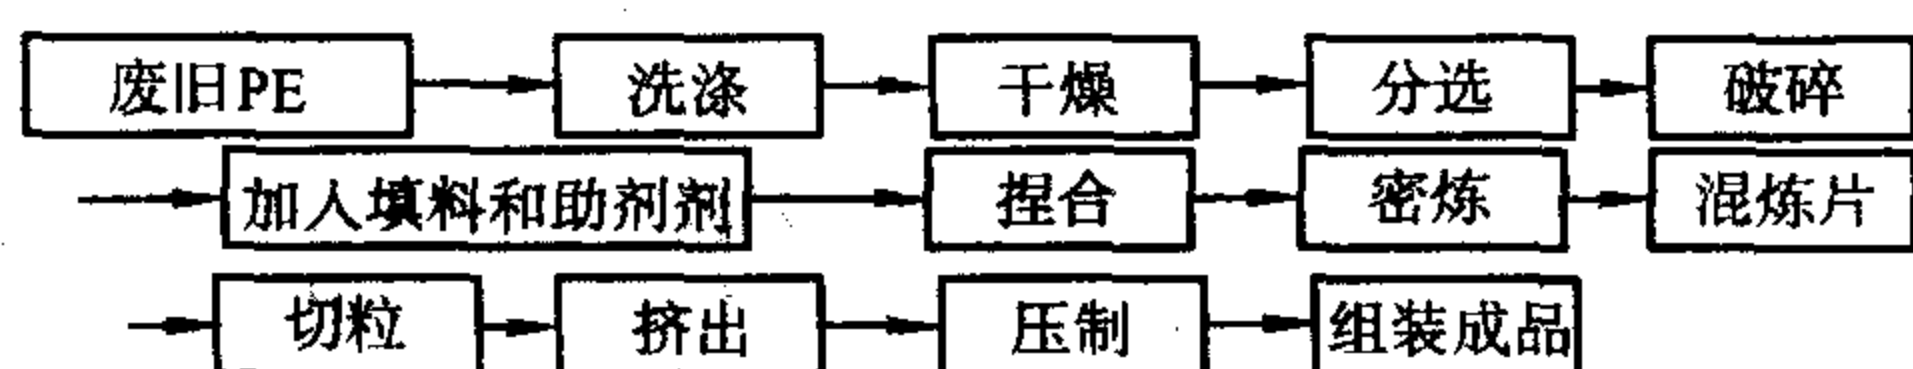 废旧PE 洗涤 干燥 分选 破碎
加入填料和助剂剂 捏合 密炼 混炼片
切粒 挤出 压制 组装成品